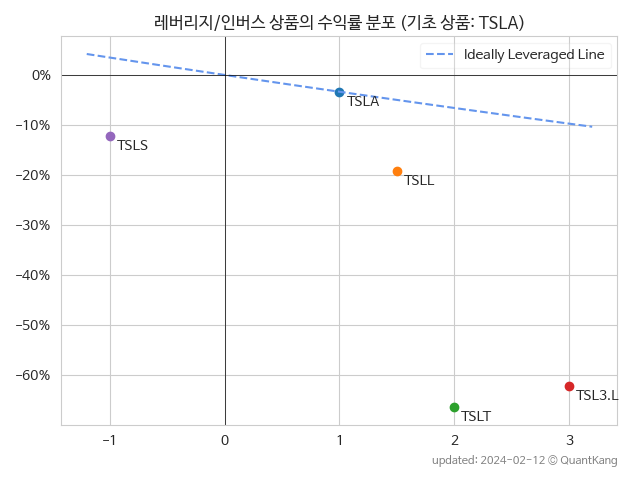 레버리지/인버스 상품의 수익률 분포 (기초 상품: TSLA)
Ideally Leveraged Line
0%
−10%
−20%
−30%
−40%
−50%
−60%
TSLA
TSLS
TSLL
TSL3.L
TSLT
−1
0
1
2
3
updated: 2024-02-12 © QuantKang